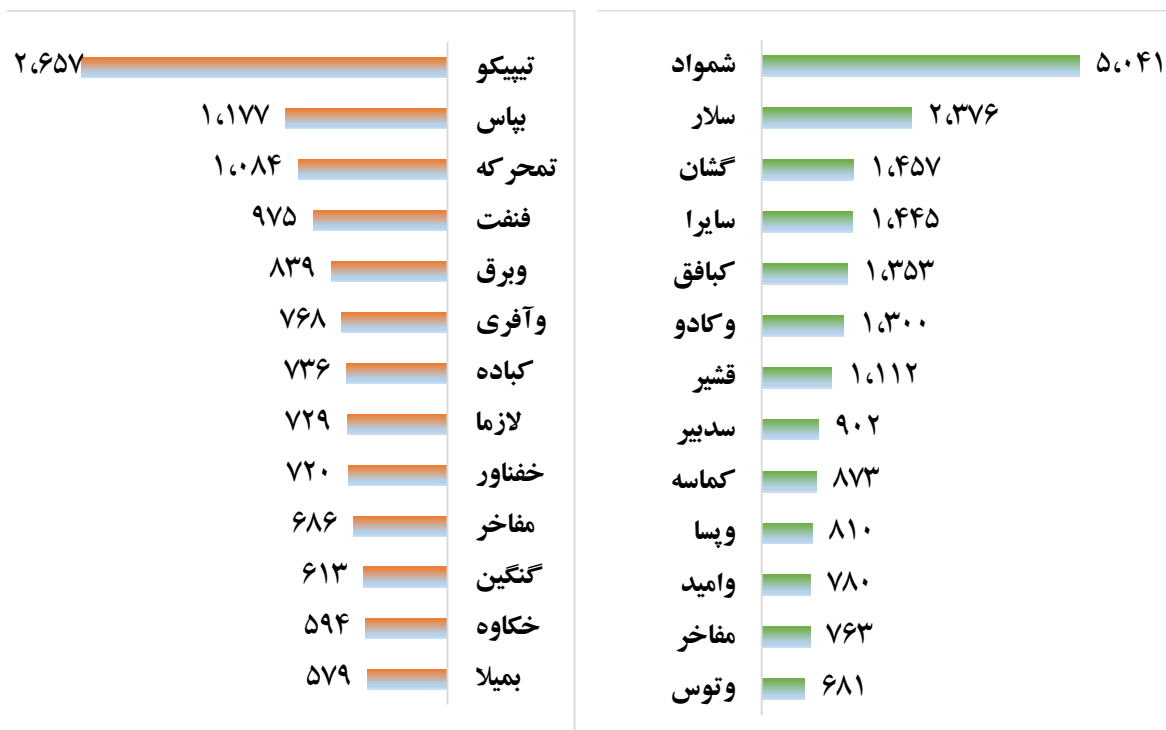 شمواد ۵،۰۴۱
سلار ۲،۳۷۶
گشان ۱،۴۵۷
سایرا ۱،۴۴۵
کبافق ۱،۳۵۳
وکادو ۱،۳۰۰
قشیر ۱،۱۱۲
سدبیر ۹۰۲
کماسه ۸۷۳
وپسا ۸۱۰
وامید ۷۸۰
مفاخر ۷۶۳
وتوس ۶۸۱
تیپیکو ۲،۶۵۷
بپاس ۱،۱۷۷
تمحرکه ۱،۰۸۴
فنفت ۹۷۵
وبرق ۸۳۹
وآفری ۷۶۸
کباده ۷۳۶
لازما ۷۲۹
خفناور ۷۲۰
مفاخر ۶۸۶
گنگین ۶۱۳
خکاوه ۵۹۴
بمیلا ۵۷۹